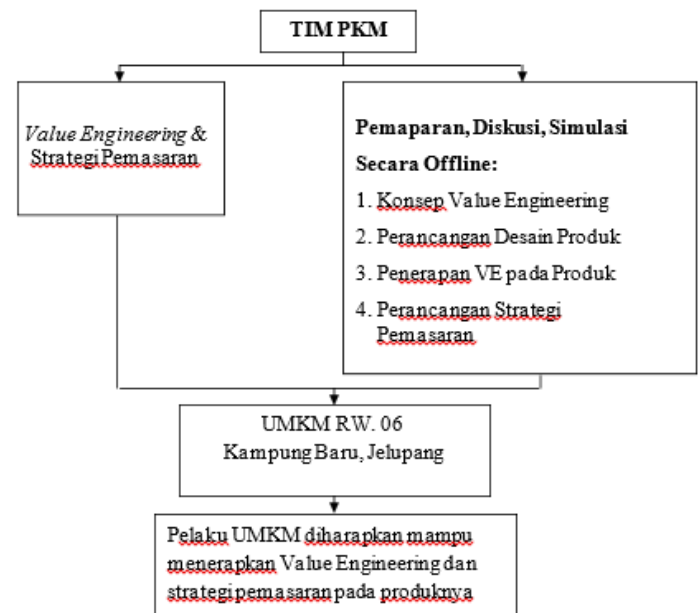 TIM PKM
Value Engineering &
Strategi Pemasaran
Pemaparan, Diskusi, Simulasi
Secara Offline:
1. Konsep Value Engineering
2. Perancangan Desain Produk
3. Penerapan VE pada Produk
4. Perancangan Strategi
Pemasaran
UMKM RW. 06
Kampung Baru, Jelupang
Pelaku UMKM diharapkan mampu
menerapkan Value Engineering dan
strategi pemasaran pada produknya